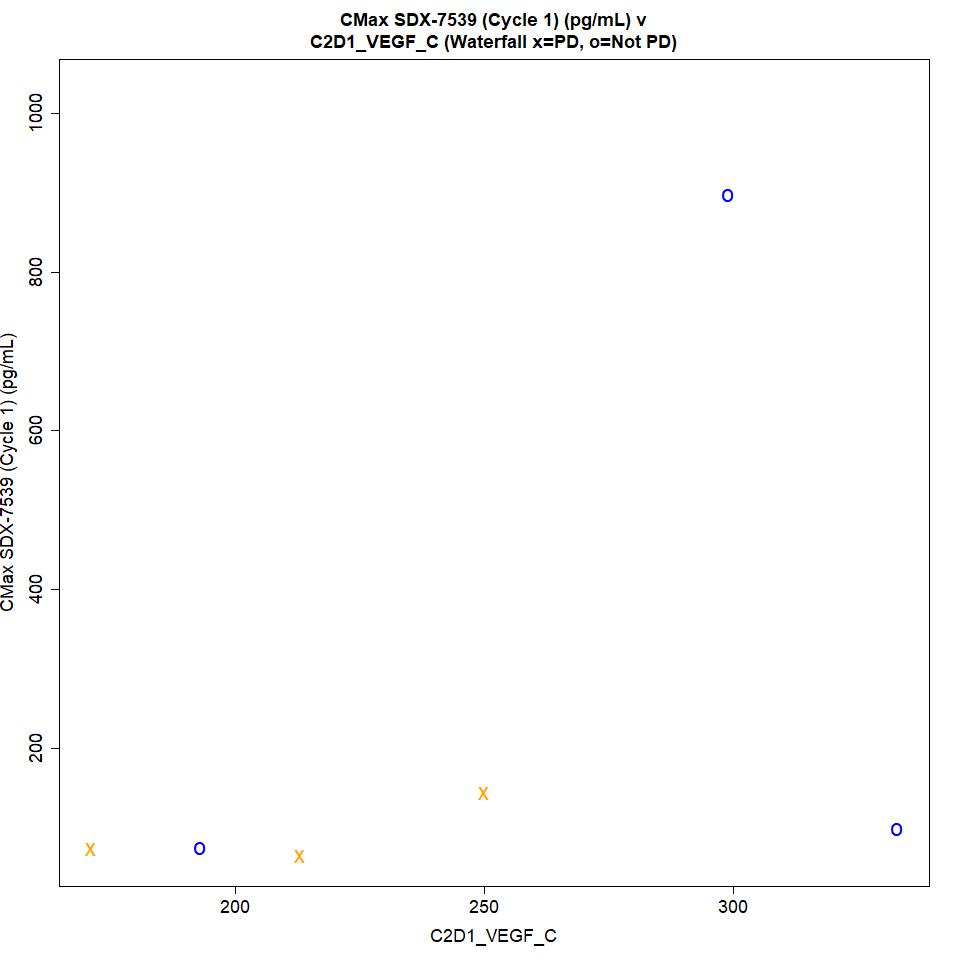 CMax SDX-7539 (Cycle 1) (pg/mL) v
C2D1_VEGF_C (Waterfall x=PD, o=Not PD)
1000
800
600
400
200
CMax SDX-7539 (Cycle 1) (pg/mL)
o
x
o
x
x
o
200
250
300
C2D1_VEGF_C